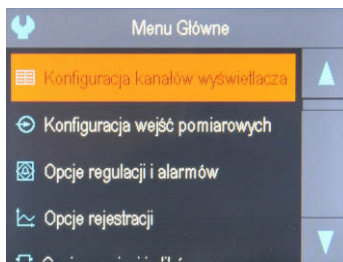 Menu Główne
Konfiguracja kanałów wyświetlacza
Konfiguracja wejść pomiarowych
Opcje regulacji i alarmów
Opcje rejestracji